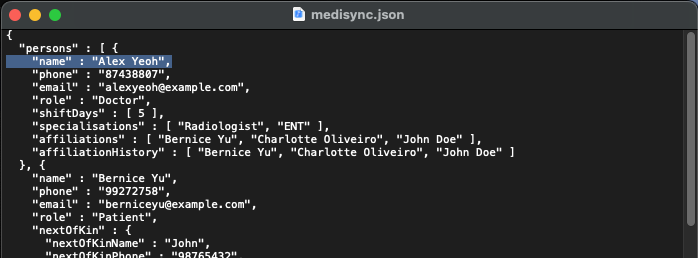 medisync.json
{
  "persons" : [ {
    "name" : "Alex Yeoh",
    "phone" : "87438807",
    "email" : "alexyeoh@example.com",
    "role" : "Doctor",
    "shiftDays" : [ 5 ],
    "specialisations" : [ "Radiologist", "ENT" ],
    "affiliations" : [ "Bernice Yu", "Charlotte Oliveiro", "John Doe" ],
    "affiliationHistory" : [ "Bernice Yu", "Charlotte Oliveiro", "John Doe" ]
  }, {
    "name" : "Bernice Yu",
    "phone" : "99272758",
    "email" : "berniceyu@example.com",
    "role" : "Patient",
    "nextOfKin" : {
      "nextOfKinName" : "John",
      "nextOfKinPhone" : "98765432",